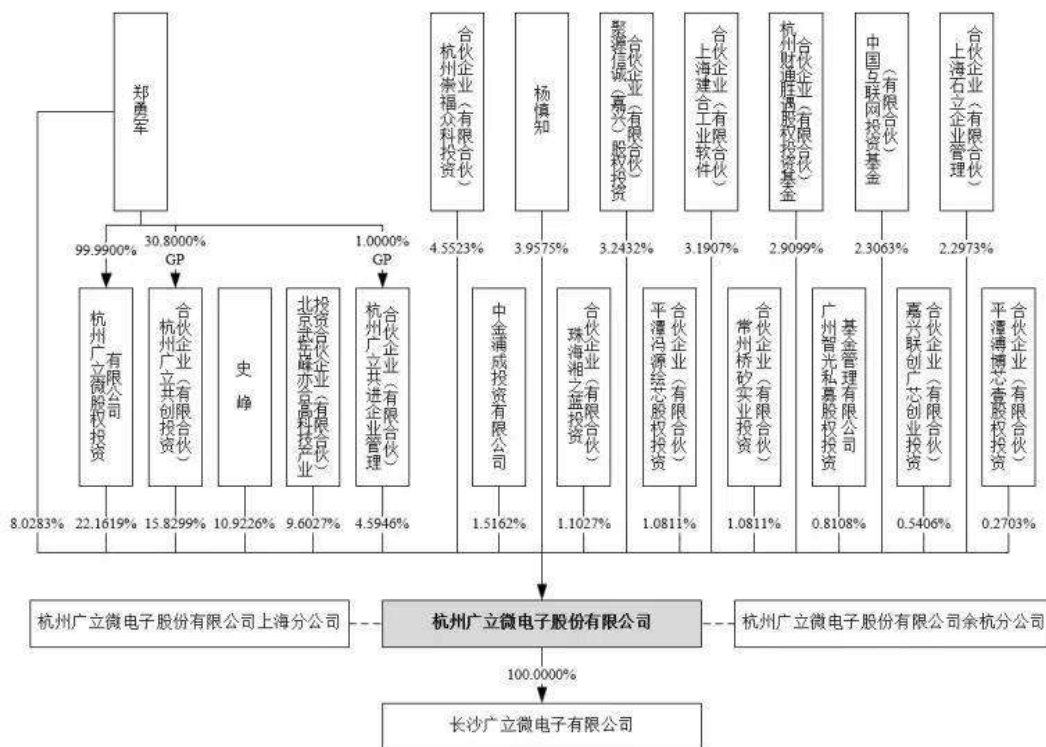 郑勇军
杭州崇福众科投资
合伙企业（有限合伙）
杨慎知
聚源信诚（嘉兴）股权投资
合伙企业（有限合伙）
上海建合工业软件
合伙企业（有限合伙）
杭州财通胜遇股权投资基金
合伙企业（有限合伙）
中国互联网投资基金
（有限合伙）
上海石立企业管理
合伙企业（有限合伙）
99.9900%
30.8000%
GP
1.0000%
GP
4.5523%
3.9575%
3.2432%
3.1907%
2.9099%
2.3063%
2.2973%
杭州广立微股权投资
有限公司
杭州广立共创投资
合伙企业（有限合伙）
史峥
北京武岳峰亦合高科技产业
投资合伙企业（有限合伙）
杭州广立共进企业管理
合伙企业（有限合伙）
中金浦成投资有限公司
珠海湘之蓝投资
合伙企业（有限合伙）
平潭冯源绘芯股权投资
合伙企业（有限合伙）
常州桥矽实业投资
合伙企业（有限合伙）
广州智光私募股权投资
基金管理有限公司
嘉兴联创广芯创业投资
合伙企业（有限合伙）
平潭溥博芯壹股权投资
合伙企业（有限合伙）
8.0283%
22.1619%
15.8299%
10.9226%
9.6027%
4.5946%
1.5162%
1.1027%
1.0811%
1.0811%
0.8108%
0.5406%
0.2703%
杭州广立微电子股份有限公司上海分公司
杭州广立微电子股份有限公司
杭州广立微电子股份有限公司余杭分公司
100.0000%
长沙广立微电子有限公司